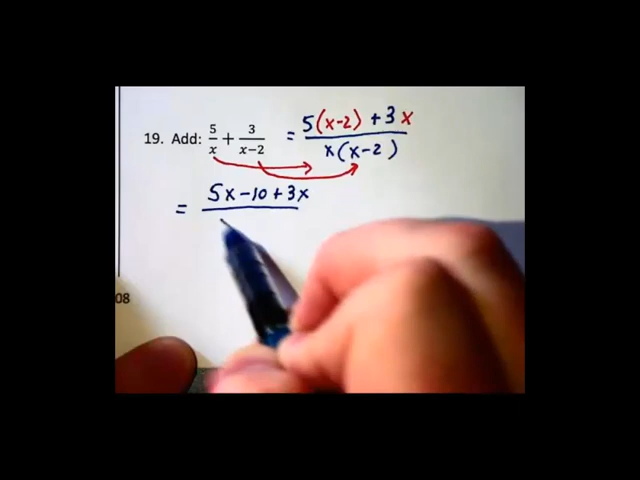 19. Add: 5/x + 3/(x−2) = (5(x-2) + 3x)/(x(x-2))
= 5x-10+3x
08